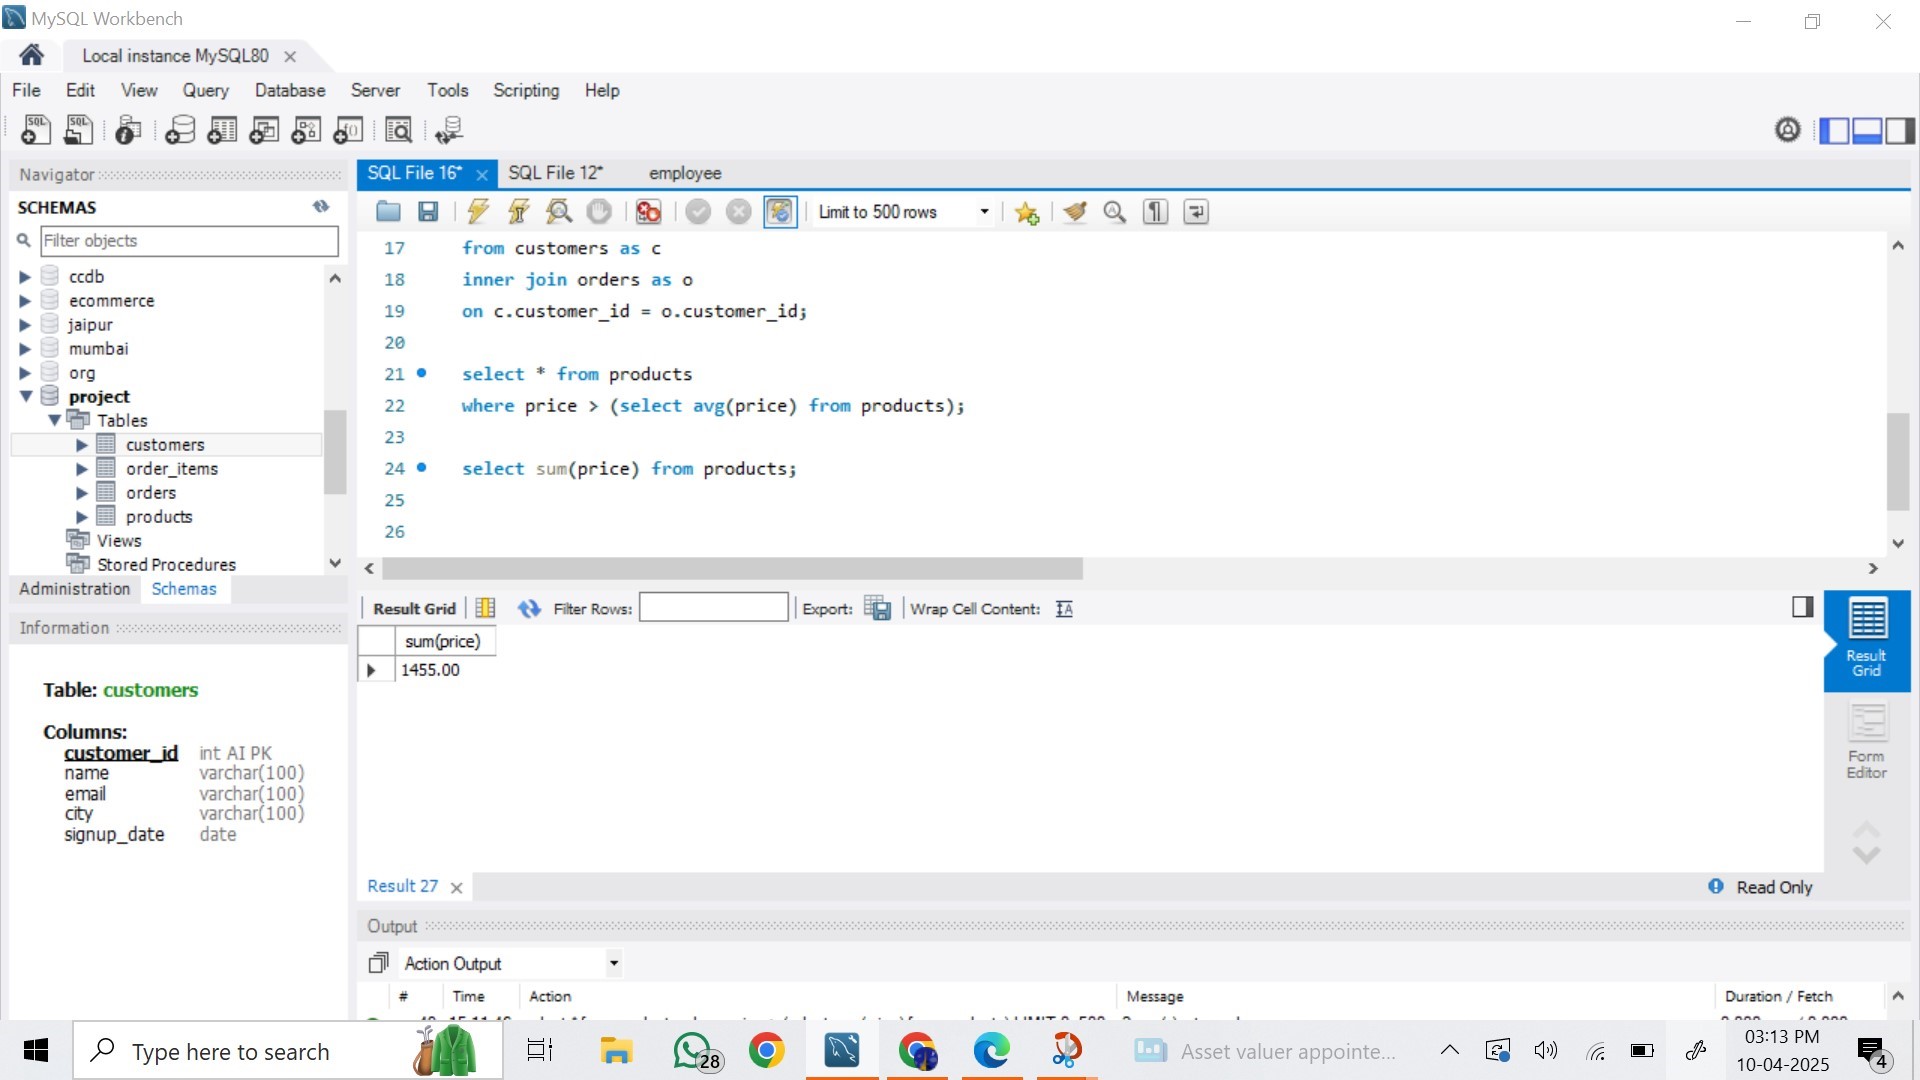 MySQL Workbench
Local instance MySQL80
File Edit View Query Database Server Tools Scripting Help
Navigator
SCHEMAS
Filter objects
ccdb
ecommerce
jaipur
mumbai
org
project
Tables
customers
order_items
orders
products
Views
Stored Procedures
Administration Schemas
Information
Table: customers
Columns:
customer_id int AI PK
name varchar(100)
email varchar(100)
city varchar(100)
signup_date date
SQL File 16* SQL File 12* employee
Limit to 500 rows
17 from customers as c
18 inner join orders as o
19 on c.customer_id = o.customer_id;
20
21 select * from products
22 where price > (select avg(price) from products);
23
24 select sum(price) from products;
25
26
Result Grid Filter Rows: Export: Wrap Cell Content:
sum(price)
1455.00
Result Grid
Form Editor
Result 27
Read Only
Output
Action Output
# Time Action Message Duration / Fetch
Type here to search
28
Asset valuer appointe...
03:13 PM
10-04-2025
4